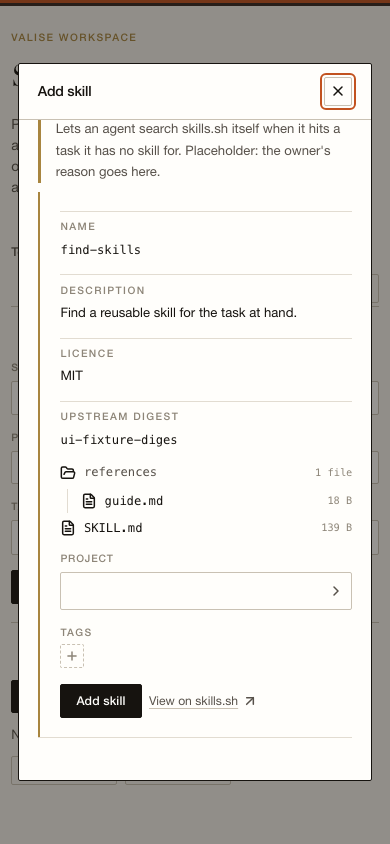 VALISE WORKSPACE
Add skill
Lets an agent search skills.sh itself when it hits a
task it has no skill for. Placeholder: the owner's
reason goes here.
NAME
find-skills
DESCRIPTION
Find a reusable skill for the task at hand.
LICENCE
MIT
UPSTREAM DIGEST
ui-fixture-diges
references 1 file
guide.md 18 B
SKILL.md 139 B
PROJECT
TAGS
Add skill View on skills.sh